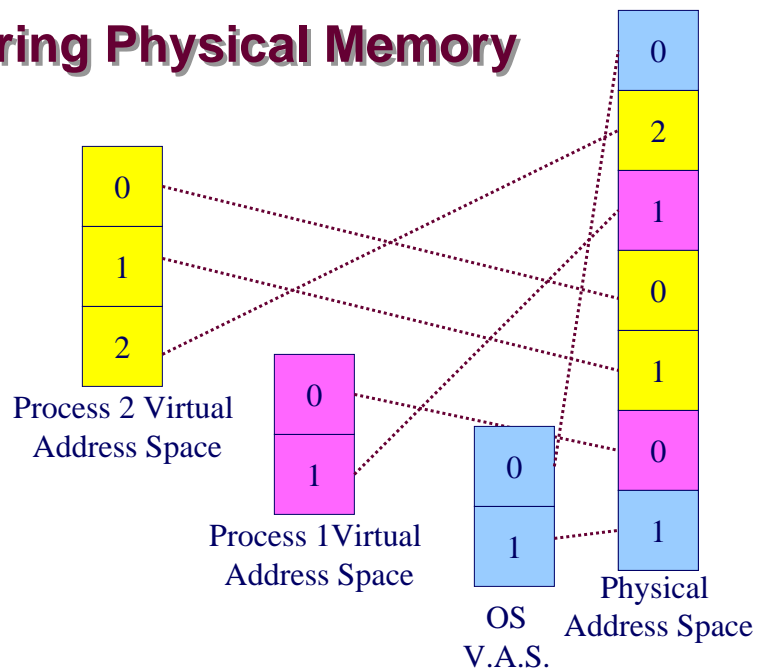 ring Physical Memory
0
1
2
Process 2 Virtual
Address Space
0
1
Process 1Virtual
Address Space
0
1
OS
V.A.S.
0
2
1
0
1
0
1
Physical
Address Space